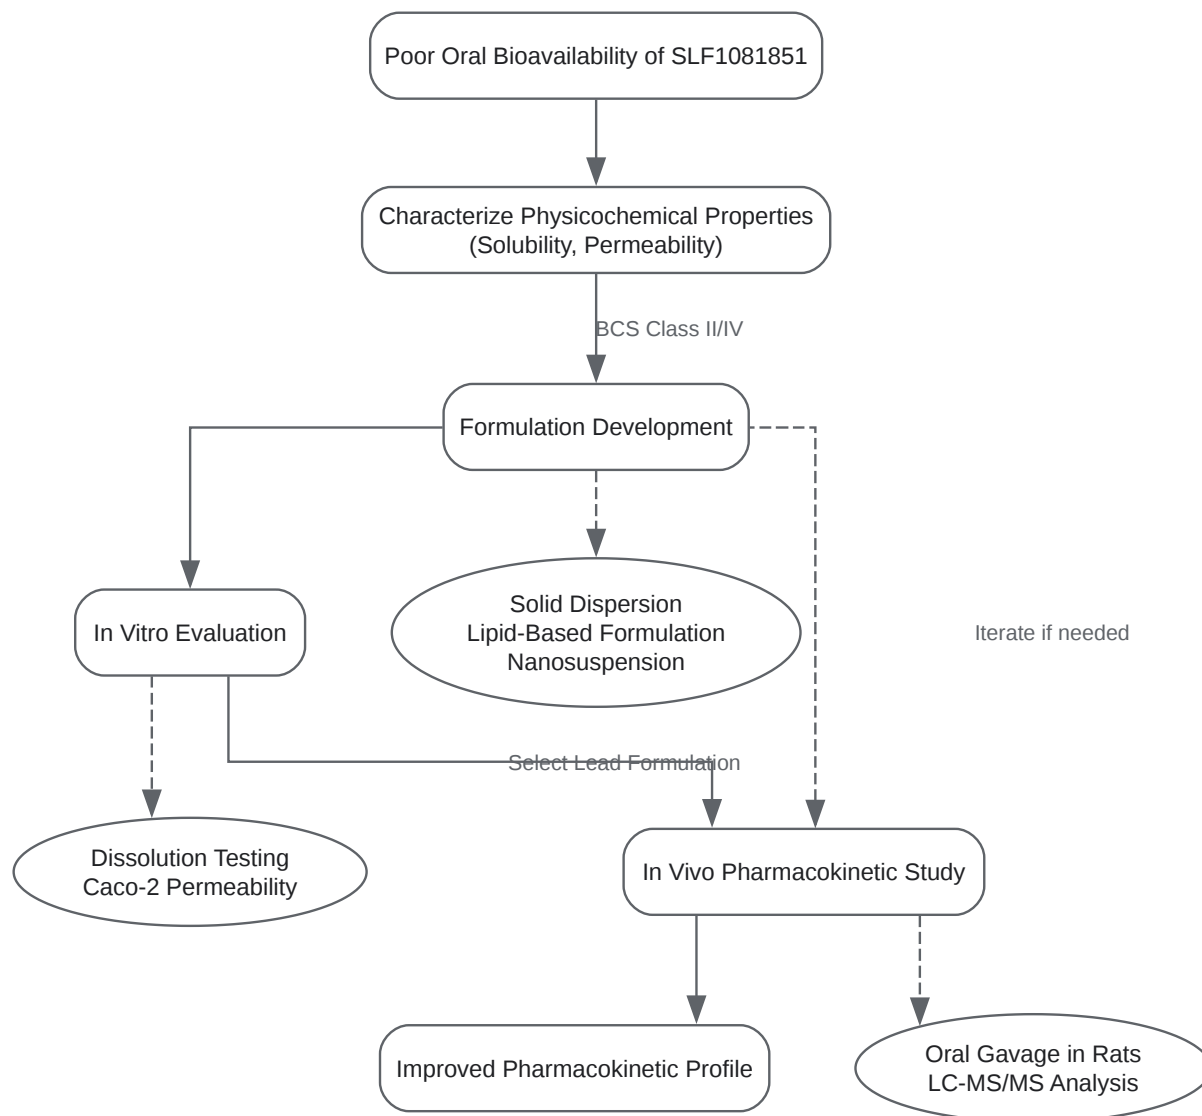 Poor Oral Bioavailability of SLF1081851
Characterize Physicochemical Properties
(Solubility, Permeability)
BCS Class II/IV
Formulation Development
In Vitro Evaluation
Solid Dispersion
Lipid-Based Formulation
Nanosuspension
Iterate if needed
Select Lead Formulation
Dissolution Testing
Caco-2 Permeability
In Vivo Pharmacokinetic Study
Improved Pharmacokinetic Profile
Oral Gavage in Rats
LC-MS/MS Analysis